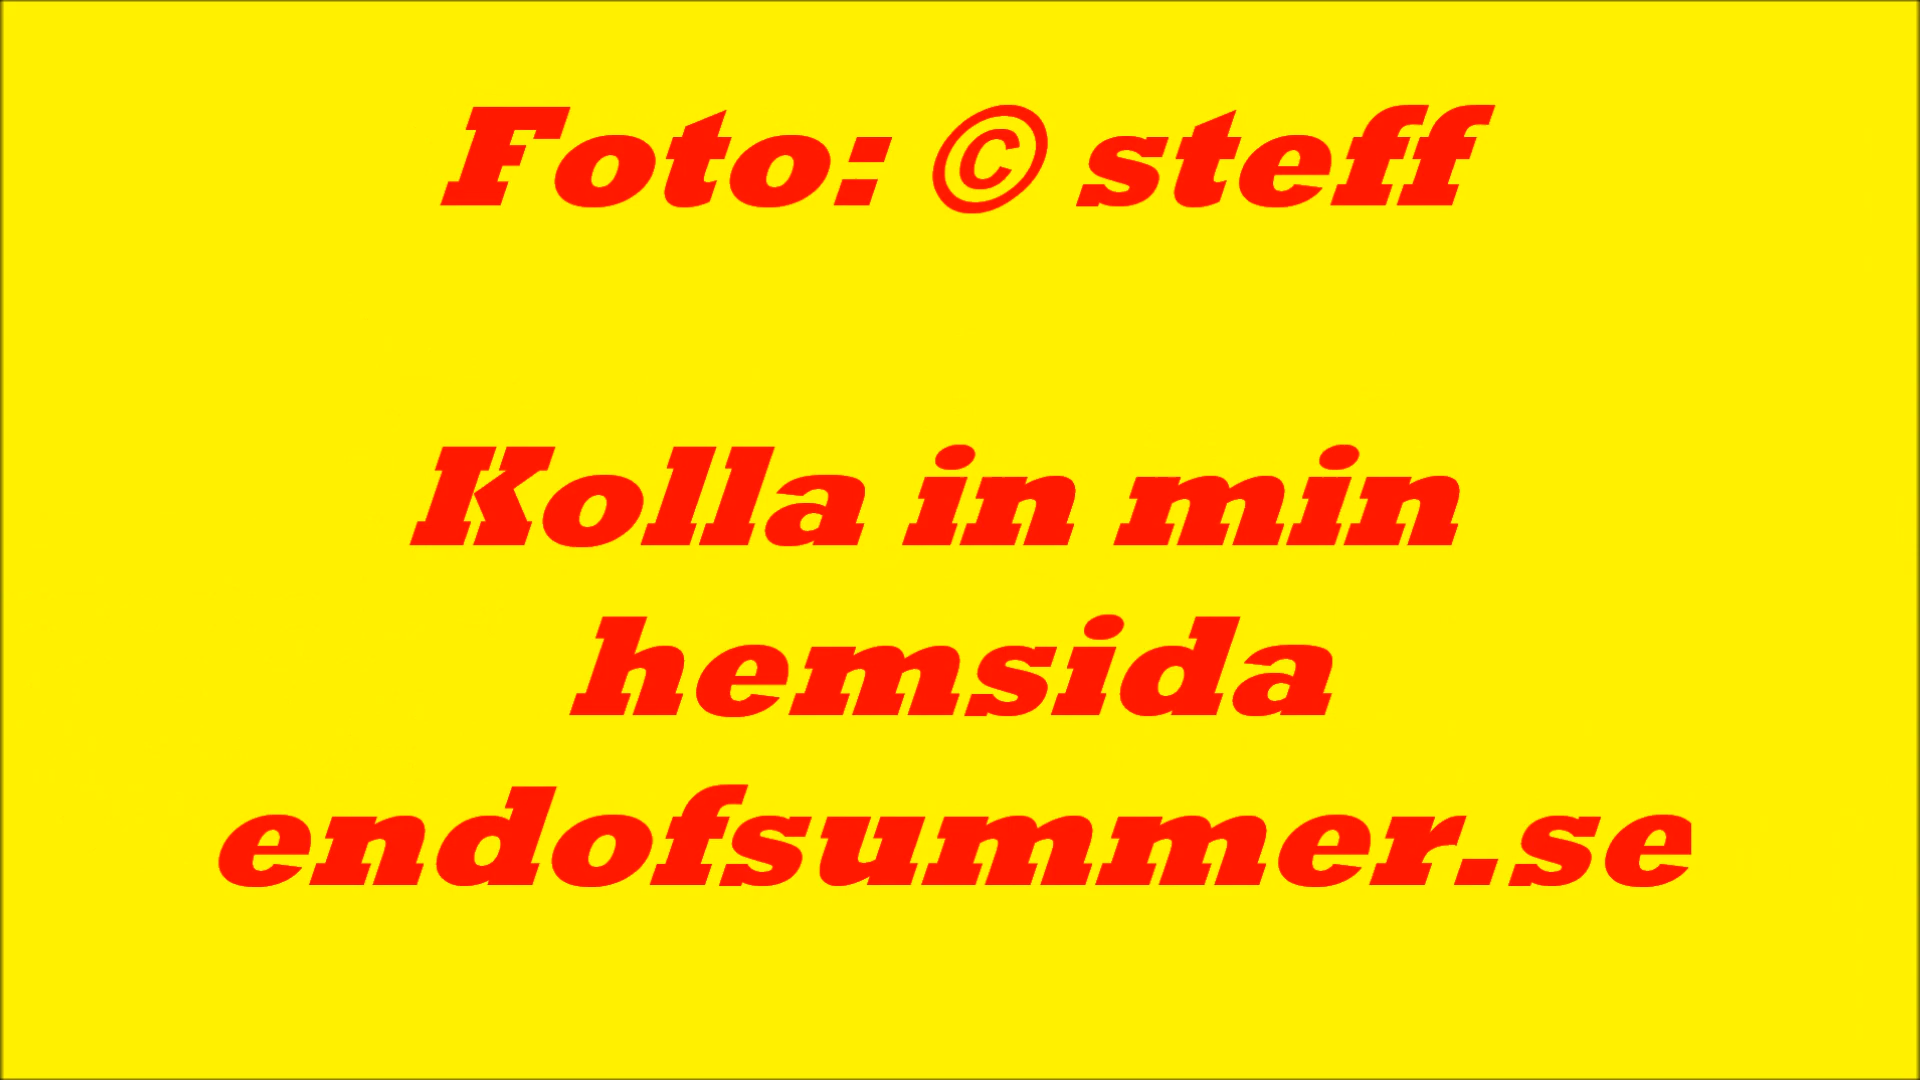 Foto: © steff
Kolla in min
hemsida
endofsummer.se